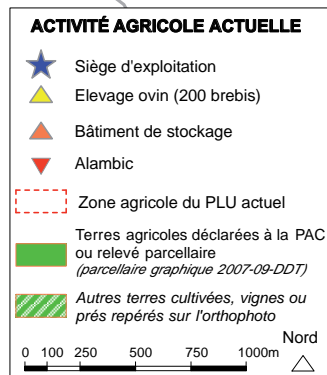 ACTIVITÉ AGRICOLE ACTUELLE
Siège d'exploitation
Elevage ovin (200 brebis)
Bâtiment de stockage
Alambic
Zone agricole du PLU actuel
Terres agricoles déclarées à la PAC
ou relevé parcellaire
(parcellaire graphique 2007-09-DDT)
Autres terres cultivées, vignes ou
prés repérés sur l'orthophoto
Nord
0 100 250 500 750 1000m